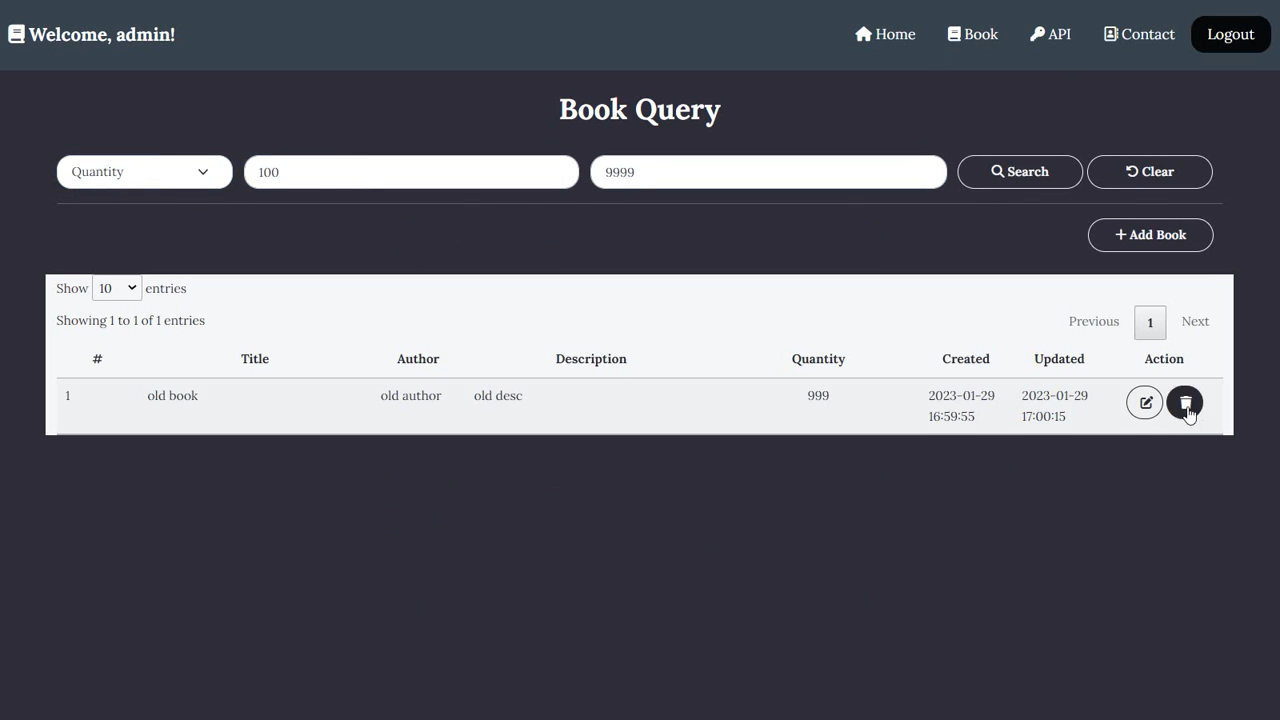 Welcome, admin!
Home
Book
API
Contact
Logout
Book Query
Quantity
100
9999
Search
Clear
Add Book
Show 10 entries
Showing 1 to 1 of 1 entries
Previous 1 Next
# Title Author Description Quantity Created Updated Action
1 old book old author old desc 999 2023-01-29 2023-01-29
16:59:55 17:00:15